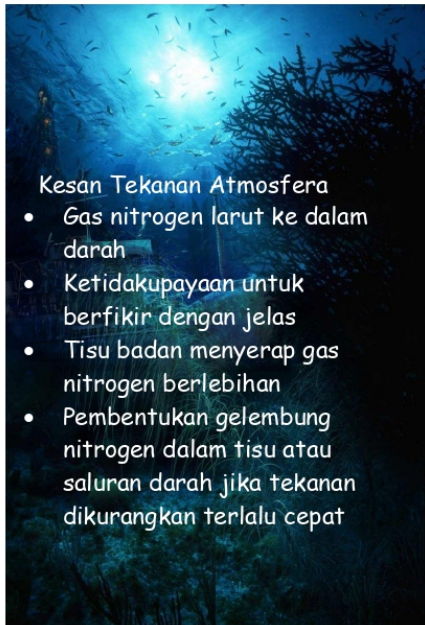 Kesan Tekanan Atmosfera
• Gas nitrogen larut ke dalam
darah
• Ketidakupayaan untuk
berfikir dengan jelas
• Tisu badan menyerap gas
nitrogen berlebihan
• Pembentukan gelembung
nitrogen dalam tisu atau
saluran darah jika tekanan
dikurangkan terlalu cepat